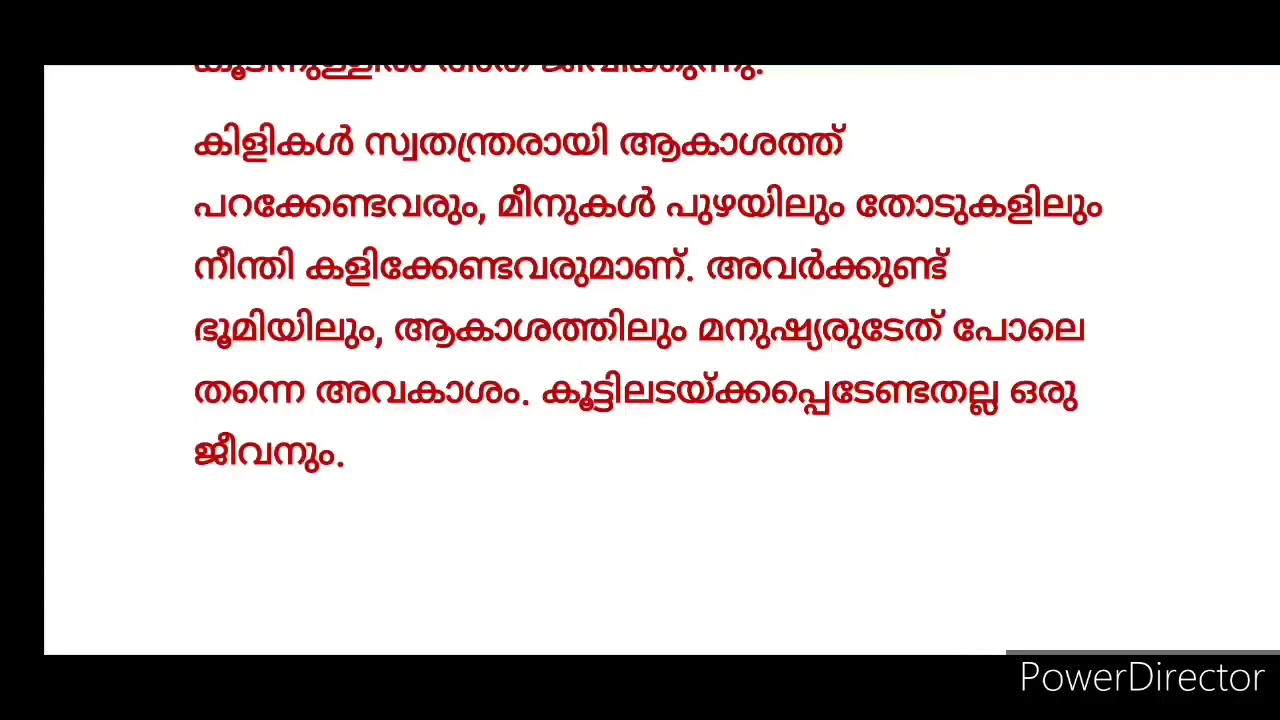 കിളികൾ സ്വതന്ത്രരായി ആകാശത്ത്
പറക്കേണ്ടവരും, മീനുകൾ പുഴയിലും തോടുകളിലും
നീന്തി കളിക്കേണ്ടവരുമാണ്. അവർക്കുണ്ട്
ഭൂമിയിലും, ആകാശത്തിലും മനുഷ്യരുടേത് പോലെ
തന്നെ അവകാശം. കൂട്ടിലടയ്ക്കപ്പെടേണ്ടതല്ല ഒരു
ജീവനും.
PowerDirector